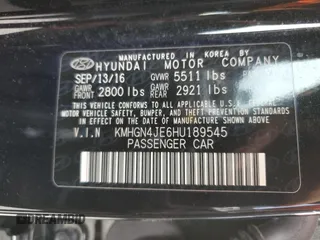 MANUFACTURED IN KOREA BY
HYUNDAI MOTOR COMPANY
SEP/13/16 GVWR 5511 lbs
GAWR FRONT 2800 lbs GAWR REAR 2921 lbs
THIS VEHICLE CONFORMS TO ALL APPLICABLE
U.S. FEDERAL MOTOR VEHICLE SAFETY, BUMPER,
AND THEFT PREVENTION STANDARDS IN EFFECT ON
THE DATE OF MANUFACTURE SHOWN ABOVE.
V.I.N KMHGN4JE6HU189545
PASSENGER CAR